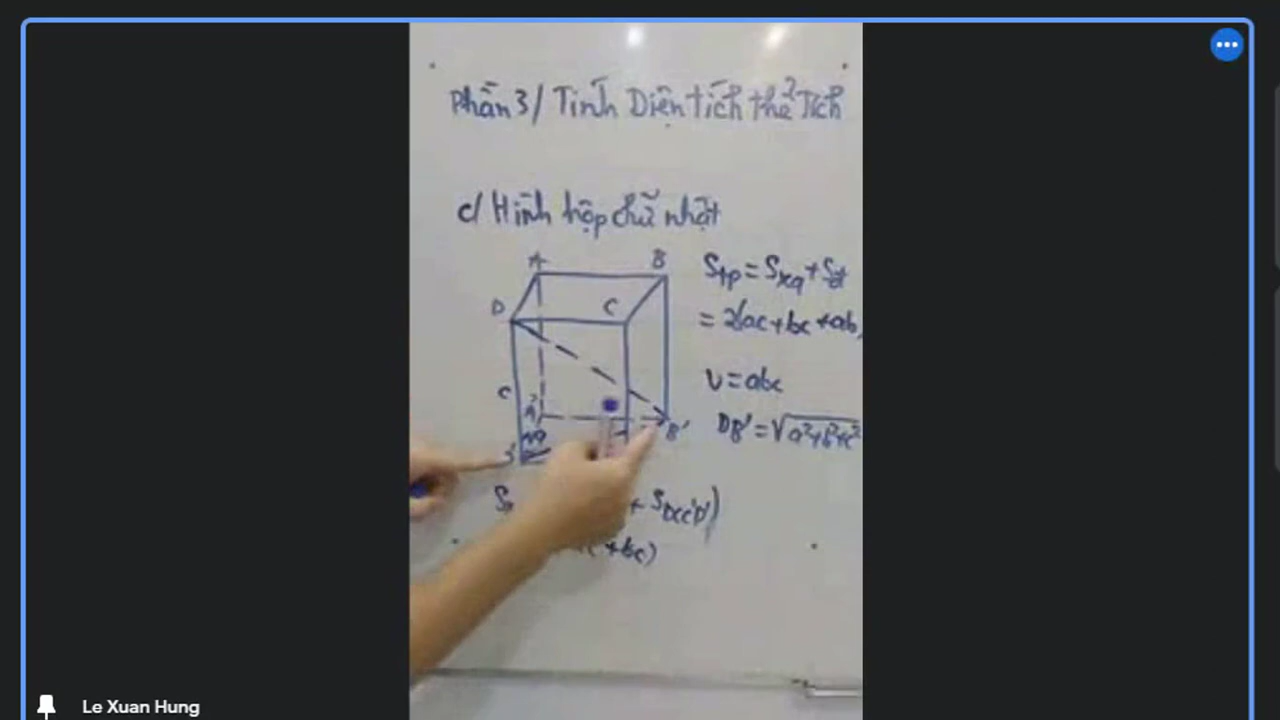 Phần 3/ Tính Diện tích thể Tích
c/ Hình hộp chữ nhật
A B
D C
Stp = Sxq + S2đ
= 2(ac+bc+ab)
V = abc
c
A'
B'
DB' = √a²+b²+c²
+ SDCC'D')
+bc)
Le Xuan Hung